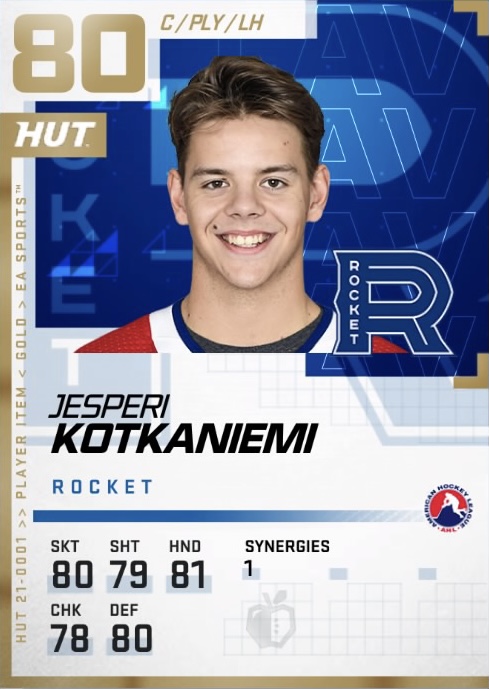 80
C/PLY/LH
HUT
HUT 21-0001 >> PLAYER ITEM < GOLD > EA SPORTS™
ROCKET
R
JESPERI
KOTKANIEMI
ROCKET
AMERICAN HOCKEY LEAGUE
AHL
SKT SHT HND SYNERGIES
80 79 81 1
CHK DEF
78 80